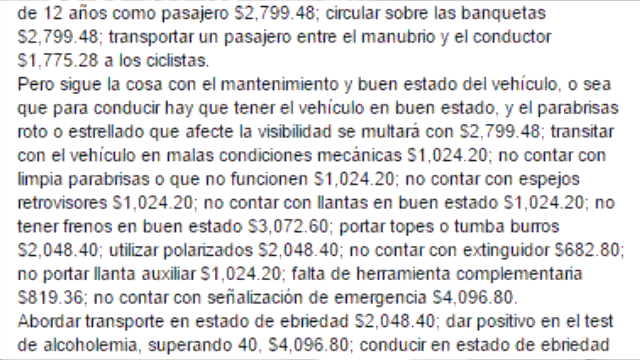 de 12 años como pasajero $2,799.48; circular sobre las banquetas
$2,799.48; transportar un pasajero entre el manubrio y el conductor
$1,775.28 a los ciclistas.
Pero sigue la cosa con el mantenimiento y buen estado del vehículo, o sea
que para conducir hay que tener el vehículo en buen estado, y el parabrisas
roto o estrellado que afecte la visibilidad se multará con $2,799.48; transitar
con el vehículo en malas condiciones mecánicas $1,024.20; no contar con
limpia parabrisas o que no funcionen $1,024.20; no contar con espejos
retrovisores $1,024.20; no contar con llantas en buen estado $1,024.20; no
tener frenos en buen estado $3,072.60; portar topes o tumba burros
$2,048.40; utilizar polarizados $2,048.40; no contar con extinguidor $682.80;
no portar llanta auxiliar $1,024.20; falta de herramienta complementaria
$819.36; no contar con señalización de emergencia $4,096.80.
Abordar transporte en estado de ebriedad $2,048.40; dar positivo en el test
de alcoholemia, superando 40, $4,096.80; conducir en estado de ebriedad